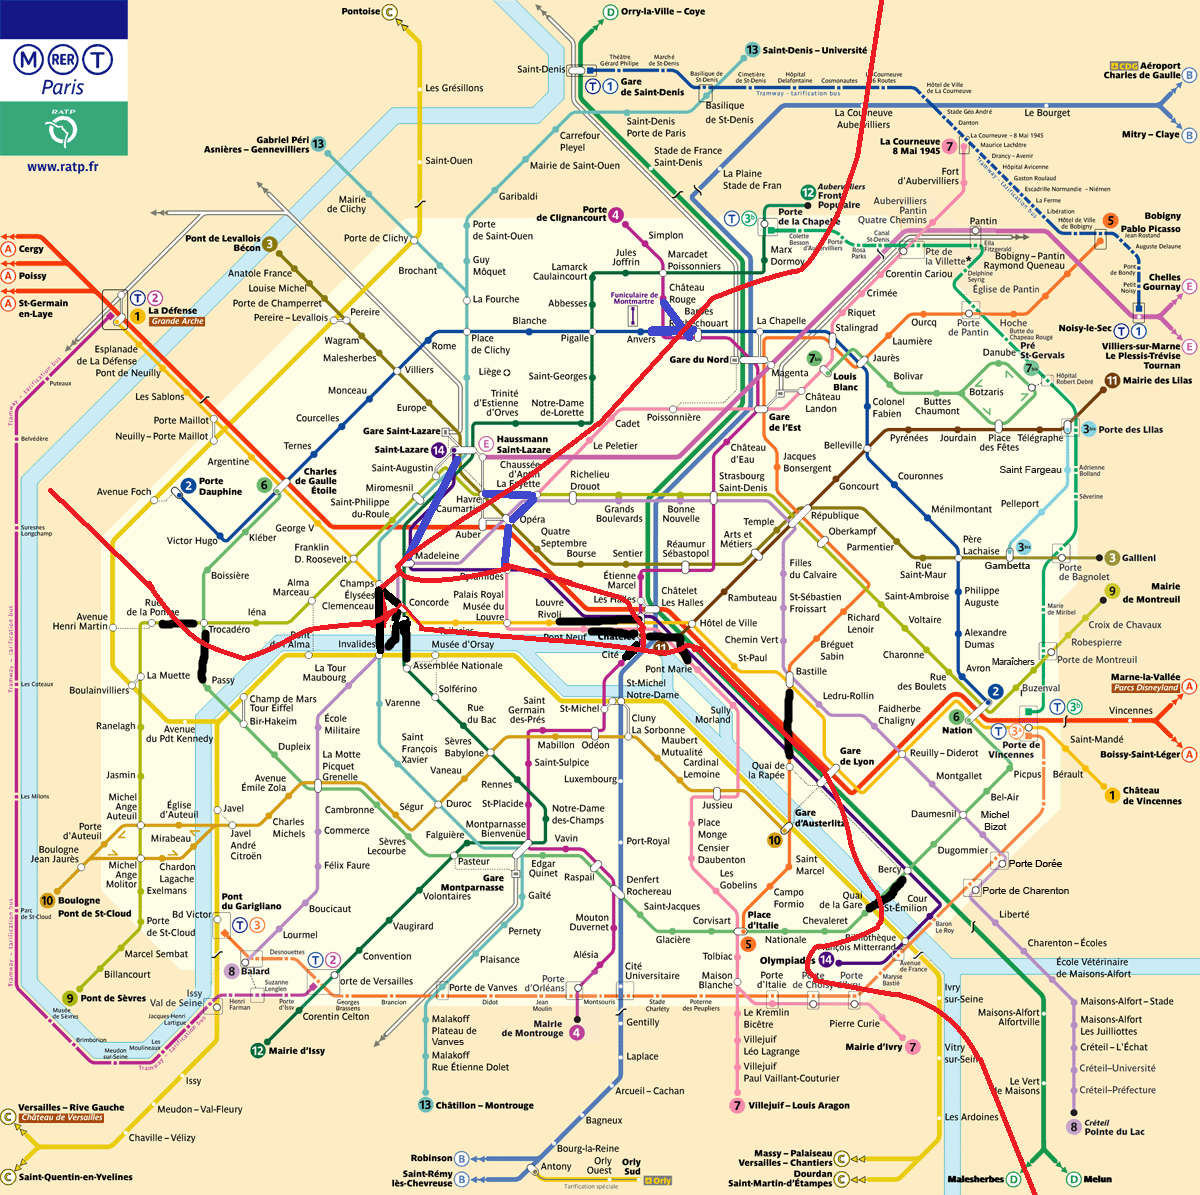 M RER T
Paris
RATP
www.ratp.fr
Pontoise C
D Orry-la-Ville – Coye
13 Saint-Denis – Université
Théâtre
Gérard Philipe
Marché
de St-Denis
Saint-Denis
T 1 Gare
de Saint-Denis
Basilique de
St-Denis
Cimetière
de St-Denis
Hôpital
Delafontaine
Cosmonautes
Tramway – tarification bus
Hôtel de Ville
de La Courneuve
Basilique
de St-Denis
CDG Aéroport
Charles de Gaulle B
Mitry – Claye B
Le Bourget
Les Grésillons
Saint-Denis
Porte de Paris
Carrefour
Pleyel
Stade de France
Saint-Denis
La Courneuve
Aubervilliers
Stade Géo André
Danton
La Courneuve – 8 Mai 1945
Maurice Lachâtre
Drancy – Avenir
Hôpital Avicenne
Gaston Roulaud
Escadrille Normandie – Niémen
La Ferme
Libération
Hôtel de Ville
de Bobigny
La Courneuve
8 Mai 1945 7
Fort
d'Aubervilliers
Gabriel Péri
Asnières – Gennevilliers 13
Saint-Ouen
Mairie de Saint-Ouen
Garibaldi
La Plaine
Stade de Fran
12 Aubervilliers
Front
Populaire
Mairie
de Clichy
Porte
de Clignancourt 4
Simplon
Porte
de Saint-Ouen
T 3b Porte
de la Chapelle
Colette
Besson
Porte
d'Aubervilliers
Rosa
Parks
Canal
St-Denis
Aubervilliers
Pantin
Quatre Chemins
Pantin
Ella
Fitzgerald
Delphine
Seyrig
5 Bobigny
Pablo Picasso
Jean Rostand
Auguste Delaune
Pont
de Bondy
Petit
Noisy
Bobigny – Pantin
Raymond Queneau
Église de Pantin
Pte de
la Villette
Corentin Cariou
A Cergy
A Poissy
A St-Germain
en-Laye
T 2
1 La Défense
Grande Arche
Pont de Levallois
Bécon 3
Anatole France
Louise Michel
Porte de Champerret
Pereire – Levallois
Pereire
Wagram
Malesherbes
Villiers
Monceau
Courcelles
Ternes
Porte de Clichy
Brochant
Guy
Môquet
La Fourche
Place
de Clichy
Rome
Liège
Europe
Jules
Joffrin
Lamarck
Caulaincourt
Abbesses
Funiculaire de
Montmartre
Marcadet
Poissonniers
Château
Rouge
Marx
Dormoy
Blanche
Pigalle
Anvers
La Chapelle
Gare du Nord
Magenta
Stalingrad
Riquet
Crimée
Laumière
Ourcq
Porte
de Pantin
Hoche
Butte du
Chapeau Rouge
Pré
St-Gervais
7bis
Hôpital
Robert Debré
11 Mairie des Lilas
3bis Porte des Lilas
Chelles
Gournay E
Noisy-le-Sec
T 1
Villiers-sur-Marne
Le Plessis-Trévise
Tournan E
Jaurès
Bolivar
Danube
Botzaris
Buttes
Chaumont
Colonel
Fabien
Louis
Blanc
7bis
Château
Landon
Gare
de l'Est
Belleville
Pyrénées
Jourdain
Place
des Fêtes
Télégraphe
Saint Fargeau
Adrienne
Bolland
Séverine
Pelleport
Couronnes
Ménilmontant
Père
Lachaise
3bis
Gambetta
3 Gallieni
Porte
de Bagnolet
Esplanade
de La Défense
Pont de Neuilly
Les Sablons
Porte Maillot
Neuilly – Porte Maillot
Argentine
Avenue Foch
2 Porte
Dauphine
6 Charles
de Gaulle
Étoile
Victor Hugo
Kléber
Boissière
George V
Franklin
D. Roosevelt
Alma
Marceau
Saint-Philippe
du-Roule
Miromesnil
Saint-Augustin
Gare Saint-Lazare
Saint-Lazare 14
E Haussmann
Saint-Lazare
Trinité
d'Estienne
d'Orves
Saint-Georges
Notre-Dame
de-Lorette
Cadet
Le Peletier
Poissonnière
Château
d'Eau
Jacques
Bonsergent
Goncourt
Chaussée
d'Antin
La Fayette
Havre
Caumartin
Auber
Opéra
Richelieu
Drouot
Grands
Boulevards
Bonne
Nouvelle
Strasbourg
Saint-Denis
République
Oberkampf
Parmentier
Rue
Saint-Maur
Temple
Arts et
Métiers
Quatre
Septembre
Bourse
Sentier
Réaumur
Sébastopol
Madeleine
Pyramides
Étienne
Marcel
Les Halles
Châtelet
Les Halles
Rambuteau
Filles
du Calvaire
St-Sébastien
Froissart
Saint-Ambroise
Voltaire
Charonne
Philippe
Auguste
Alexandre
Dumas
Avron
9 Mairie
de Montreuil
Croix de Chavaux
Robespierre
Porte de Montreuil
Marie de
Miribel
Maraîchers
Buzenval
Puteaux
Belvédère
Suresnes
Longchamp
Les Coteaux
Les Milons
Parc
de St-Cloud
Musée
de Sèvres
Brimborion
Meudon
sur-Seine
Les
Moulineaux
Jacques-Henri
Lartigue
Avenue
Henri Martin
Rue
de la Pompe
Trocadéro
Iéna
Champs
Élysées
Clemenceau
Concorde
Palais Royal
Musée du
Louvre
Louvre
Rivoli
Pont Neuf
Châtelet
11
Hôtel de Ville
Cité
Pont Marie
St-Paul
Chemin Vert
Richard
Lenoir
Bréguet
Sabin
Bastille
Invalides
Musée d'Orsay
Assemblée Nationale
La Muette
Passy
Boulainvilliers
Ranelagh
Avenue
du Pdt Kennedy
Champ de Mars
Tour Eiffel
Bir-Hakeim
La Tour
Maubourg
École
Militaire
La Motte
Picquet
Grenelle
Dupleix
Varenne
Solférino
Rue
du Bac
Sèvres
Babylone
Saint
François
Xavier
Vaneau
Saint
Germain
des-Prés
Mabillon
St-Michel
Odéon
St-Michel
Notre-Dame
Cluny
La Sorbonne
Maubert
Mutualité
Cardinal
Lemoine
Jussieu
Sully
Morland
Ledru-Rollin
Faidherbe
Chaligny
Rue
des Boulets
2
6
Nation
T 3b
T 3a
Porte de
Vincennes
Vincennes
Saint-Mandé
Bérault
1 Château
de Vincennes
Marne-la-Vallée A
Parcs Disneyland
Boissy-Saint-Léger A
Quai de
la Rapée
Gare
de Lyon
Reuilly – Diderot
Montgallet
Daumesnil
Picpus
Bel-Air
Michel
Bizot
Dugommier
Porte Dorée
Porte de Charenton
Liberté
Charenton – Écoles
École Vétérinaire
de Maisons-Alfort
Maisons-Alfort – Stade
Maisons-Alfort
Les Juilliottes
Créteil – L'Échat
Créteil–Université
Créteil–Préfecture
8 Créteil
Pointe du Lac
Jasmin
Michel
Ange
Auteuil
Église
d'Auteuil
Porte
d'Auteuil
Boulogne
Jean Jaurès
10 Boulogne
Pont de St-Cloud
Michel
Ange
Molitor
Mirabeau
Chardon
Lagache
Exelmans
Porte
de St-Cloud
Marcel Sembat
Billancourt
9 Pont de Sèvres
Javel
Javel
André
Citroën
Charles
Michels
Avenue
Émile Zola
Cambronne
Commerce
Félix Faure
Boucicaut
Lourmel
Pont
du Garigliano
T 3
Bd Victor
8 Balard
Desnouettes
T 2
Suzanne
Lenglen
Porte
d'Issy
Henri
Farman
Issy
Val de Seine
Ségur
Duroc
Rennes
St-Placide
Saint-Sulpice
Luxembourg
Notre-Dame
des-Champs
Montparnasse
Bienvenüe
Falguière
Sèvres
Lecourbe
Pasteur
Gare
Montparnasse
Vavin
Edgar
Quinet
Raspail
Port-Royal
Denfert
Rochereau
Saint-Jacques
Gaîté
Pernety
Plaisance
Mouton
Duvernet
Alésia
Volontaires
Vaugirard
Convention
Porte de Versailles
Corentin Celton
12 Mairie d'Issy
Georges
Brassens
Brancion
Porte de Vanves
Didot
Jean
Moulin
Porte
d'Orléans
Montsouris
Cité
Universitaire
Stade
Charléty
Poterne
des Peupliers
Mairie
de Montrouge
4
Malakoff
Plateau de
Vanves
Malakoff
Rue Étienne Dolet
13 Châtillon – Montrouge
Gentilly
Laplace
Arcueil – Cachan
Bagneux
Bourg-la-Reine
Robinson B
Saint-Rémy
lès-Chevreuse B
Antony
Orly
Ouest
Orly
Sud
Orly
Tarification spéciale
Place
Monge
Censier
Daubenton
Les
Gobelins
Gare
d'Austerlitz
10
Saint
Marcel
Campo
Formio
Place
d'Italie
5
Corvisart
Glacière
Nationale
Chevaleret
Quai
de la Gare
Bercy
Cour
St-Émilion
Olympiades 14
Tolbiac
Maison
Blanche
Porte
d'Italie
Porte
de Choisy
Porte
d'Ivry
Maryse
Bastié
Avenue
de France
Baron
Le Roy
Le Kremlin
Bicêtre
Villejuif
Léo Lagrange
Villejuif
Paul Vaillant-Couturier
7 Villejuif – Louis Aragon
Pierre Curie
Mairie d'Ivry 7
Ivry
sur-Seine
Vitry
sur-Seine
Les Ardoines
Maisons-Alfort
Alfortville
Le Vert
de Maisons
Malesherbes D
D Melun
Massy – Palaiseau
Versailles – Chantiers C
Dourdan
Saint-Martin-d'Étampes C
Issy
Meudon – Val-Fleury
Chaville – Vélizy
C Versailles – Rive Gauche
Château de Versailles
C Saint-Quentin-en-Yvelines